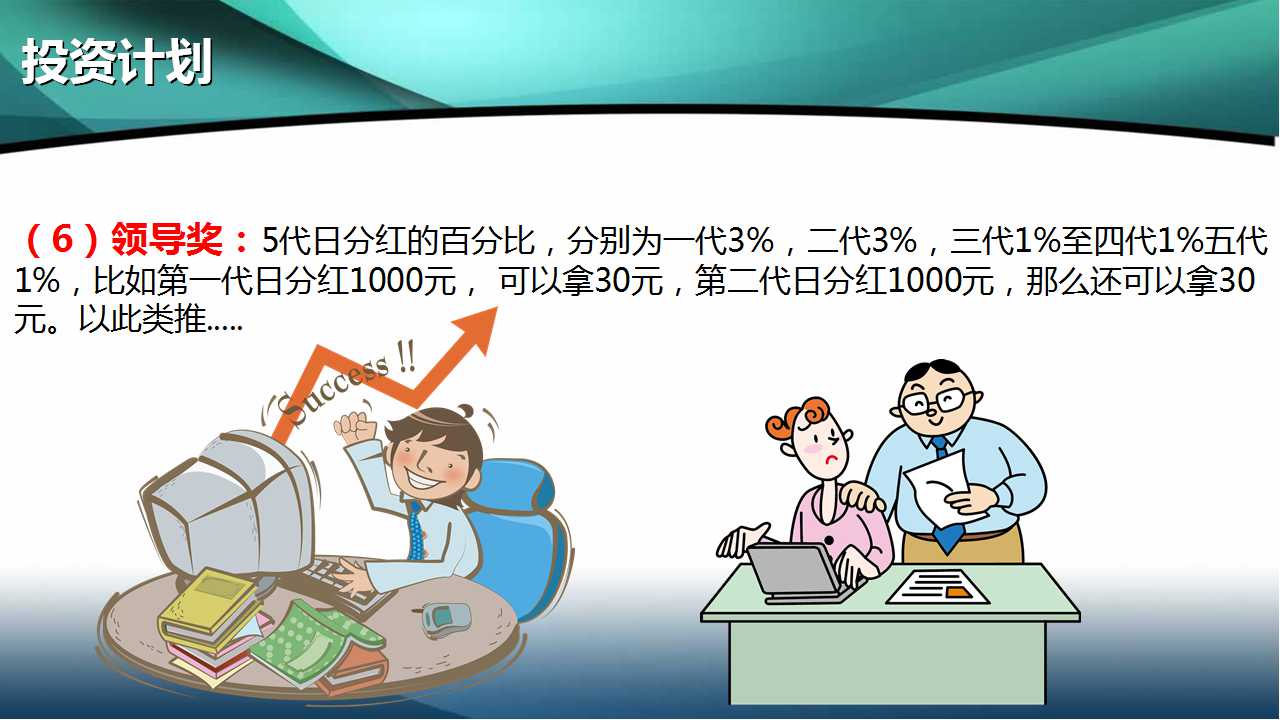 投资计划
（6）领导奖：5代日分红的百分比，分别为一代3%，二代3%，三代1%至四代1%五代
1%，比如第一代日分红1000元， 可以拿30元，第二代日分红1000元，那么还可以拿30
元。以此类推.....
Success !!